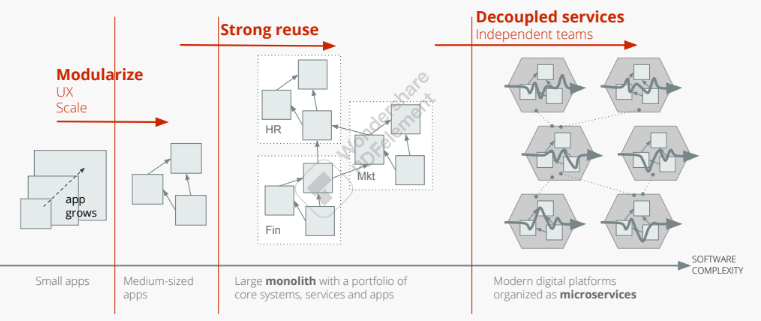 Decoupled services
Independent teams
Strong reuse
Modularize
UX
Scale
HR
Mkt
Fin
app
grows
Wondershare
PDFelement
SOFTWARE
COMPLEXITY
Small apps
Medium-sized
apps
Large monolith with a portfolio of
core systems, services and apps
Modern digital platforms
organized as microservices